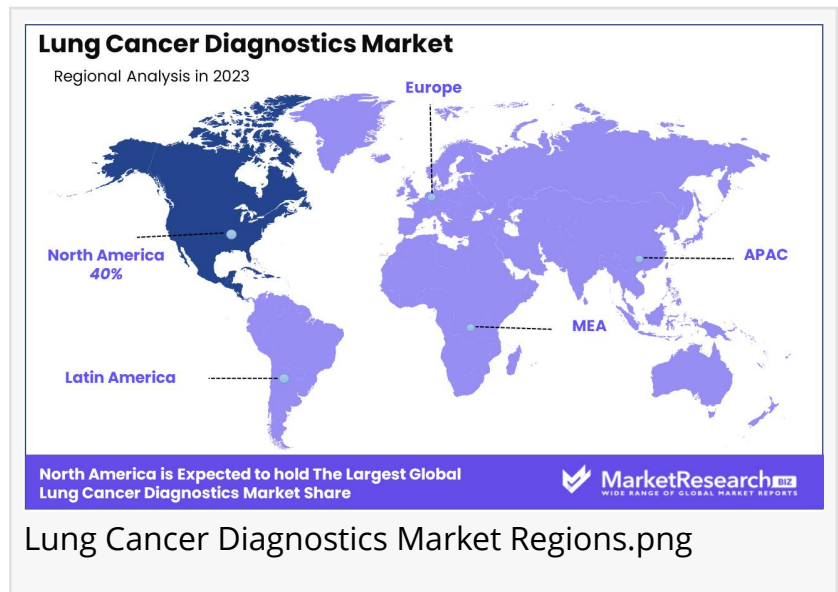 Lung Cancer Diagnostics Market
Regional Analysis in 2023
Europe
North America
40%
APAC
MEA
Latin America
North America is Expected to hold The Largest Global
Lung Cancer Diagnostics Market Share
MarketResearch BIZ
WIDE RANGE OF GLOBAL MARKET REPORTS
Lung Cancer Diagnostics Market Regions.png